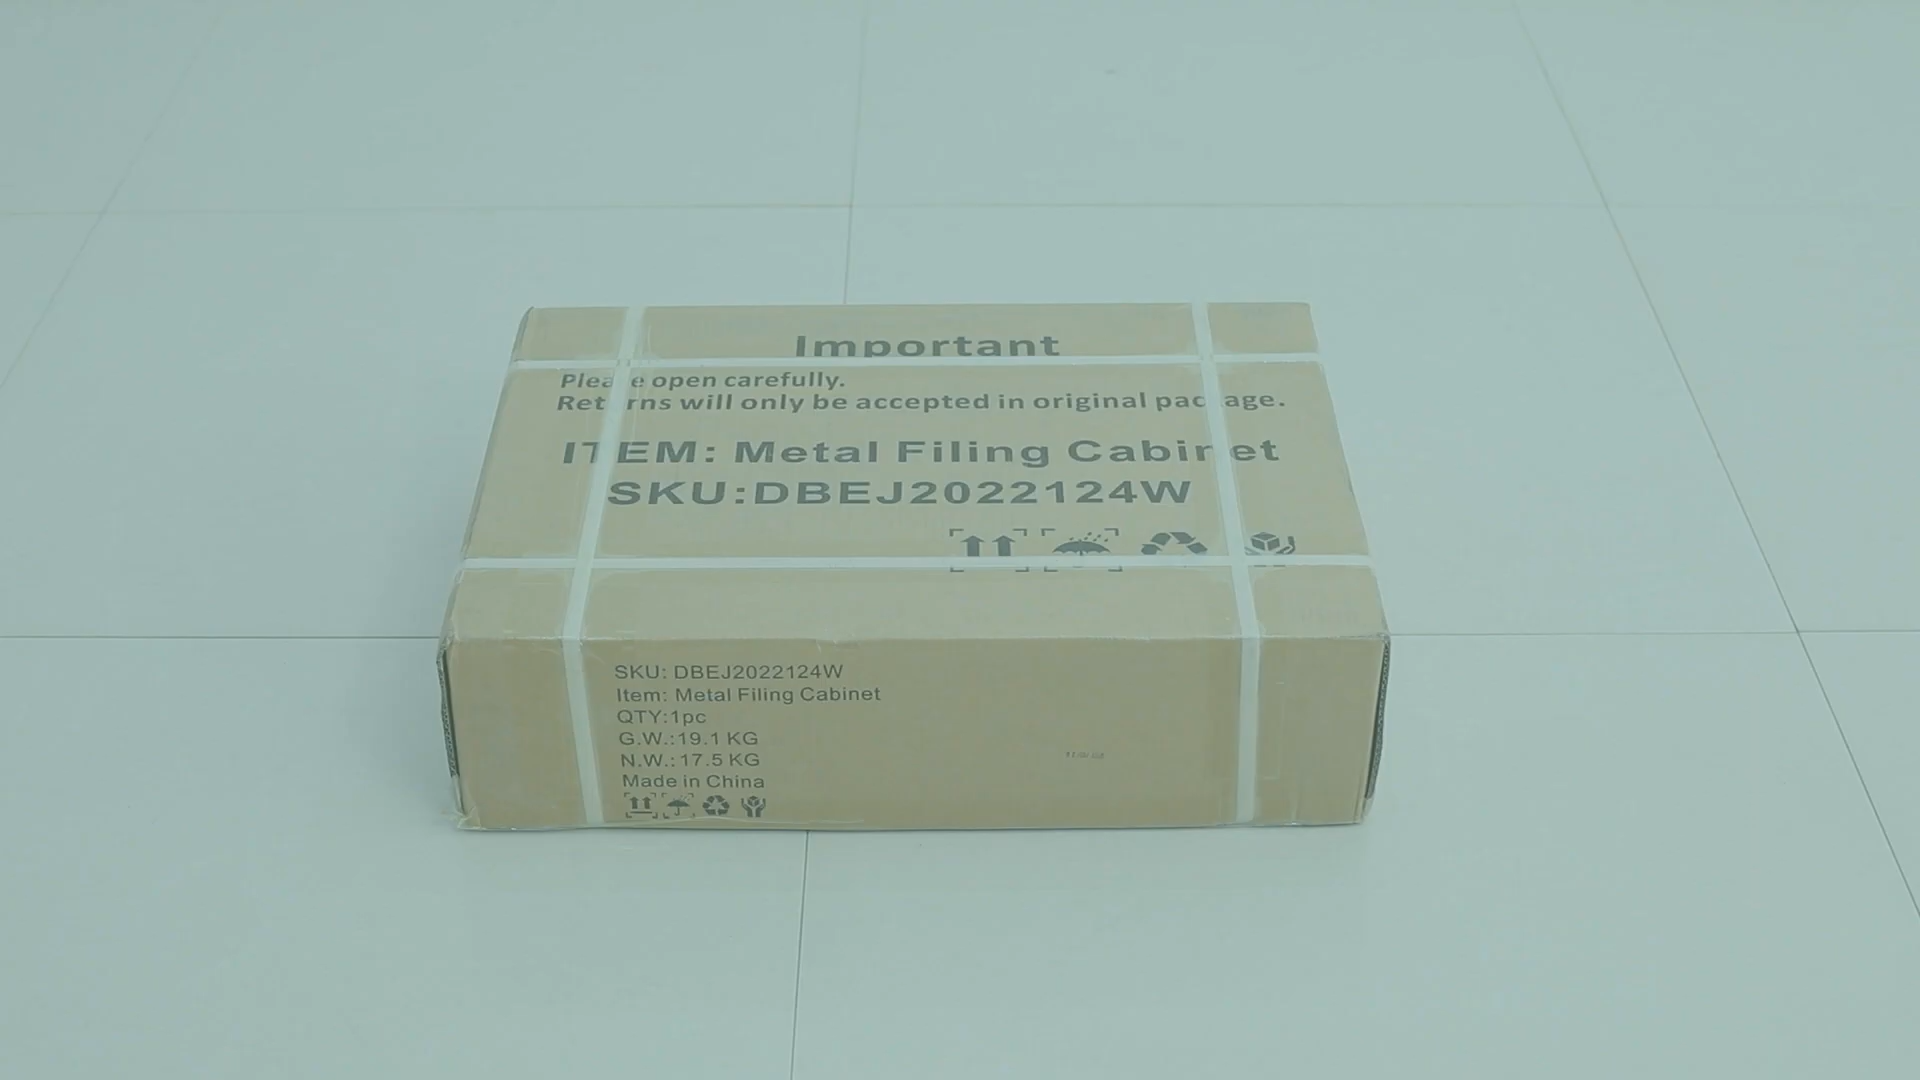 Important
Please open carefully.
Returns will only be accepted in original package.
ITEM: Metal Filing Cabinet
SKU:DBEJ2022124W
SKU: DBEJ2022124W
Item: Metal Filing Cabinet
QTY:1pc
G.W.:19.1 KG
N.W.:17.5 KG
Made in China